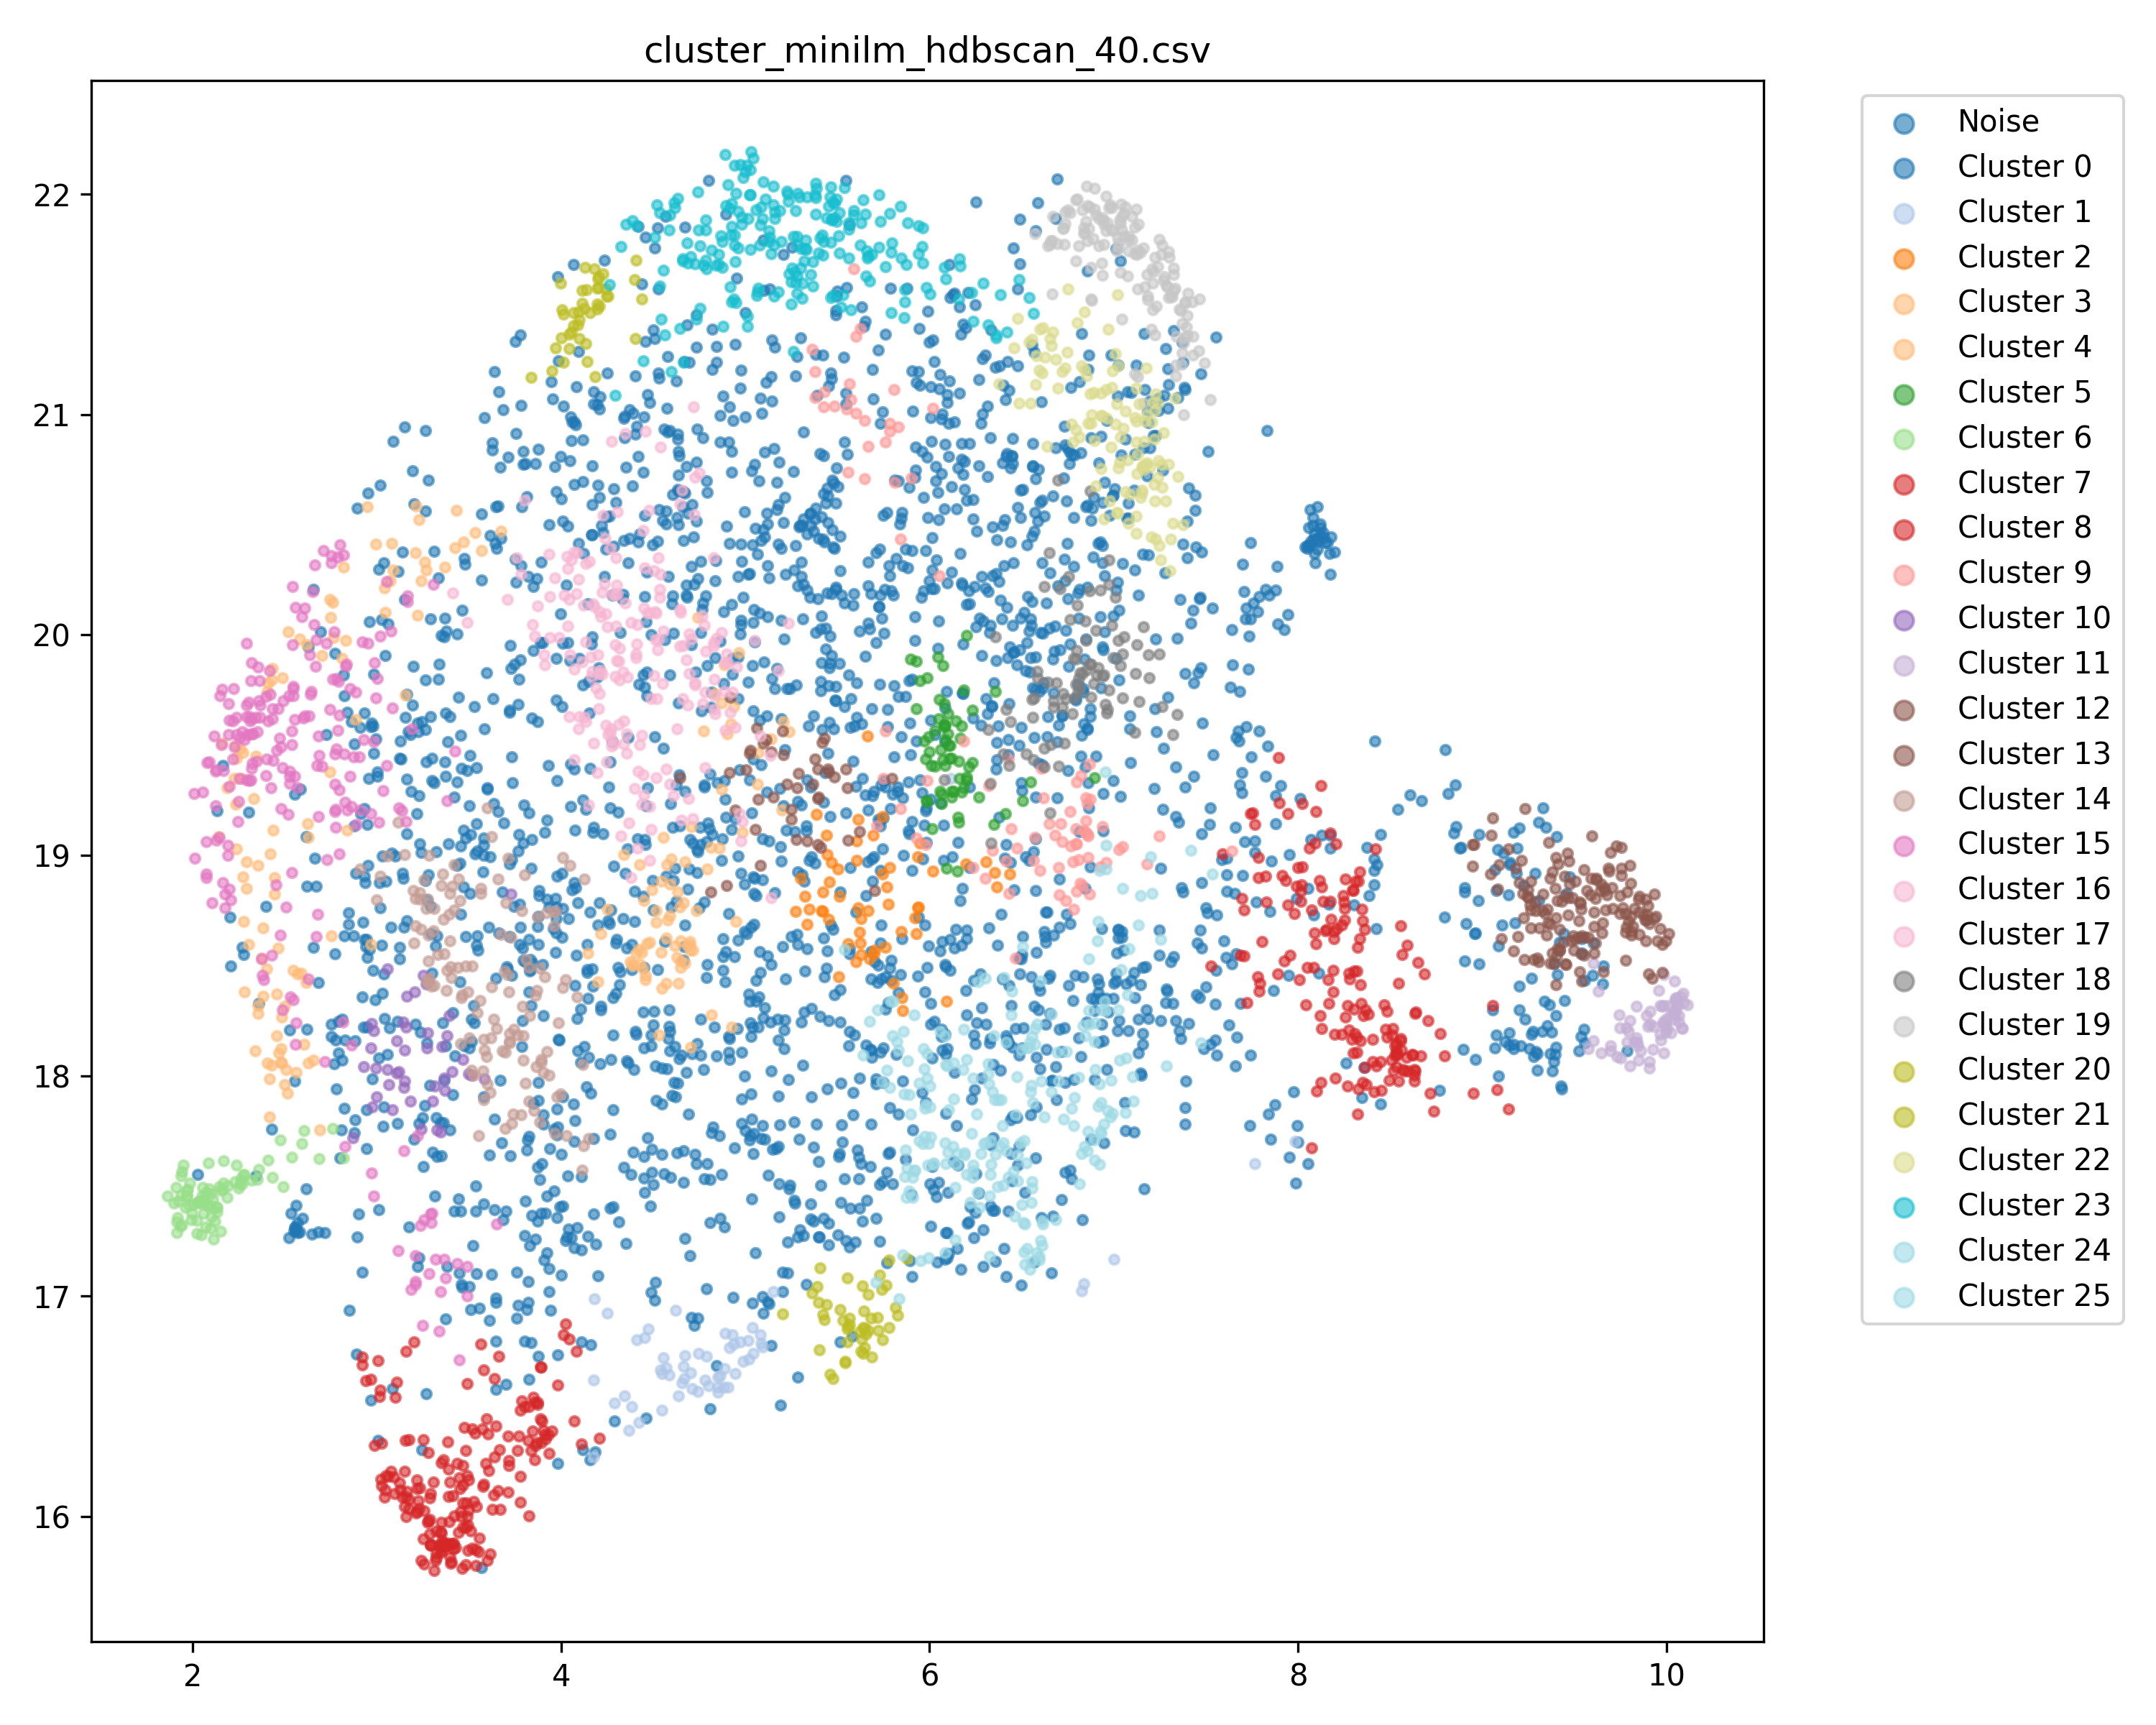 cluster_minilm_hdbscan_40.csv
22
21
20
19
18
17
16
2 4 6 8 10
Noise
Cluster 0
Cluster 1
Cluster 2
Cluster 3
Cluster 4
Cluster 5
Cluster 6
Cluster 7
Cluster 8
Cluster 9
Cluster 10
Cluster 11
Cluster 12
Cluster 13
Cluster 14
Cluster 15
Cluster 16
Cluster 17
Cluster 18
Cluster 19
Cluster 20
Cluster 21
Cluster 22
Cluster 23
Cluster 24
Cluster 25